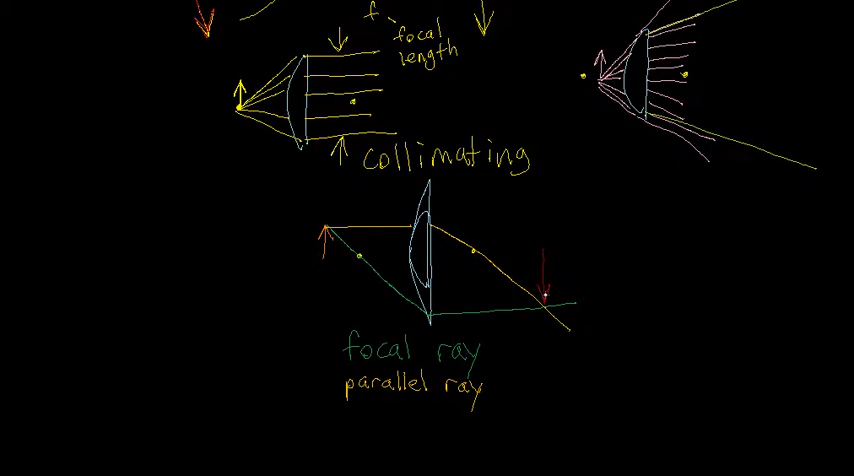 f
focal
length
collimating
focal ray
parallel ray